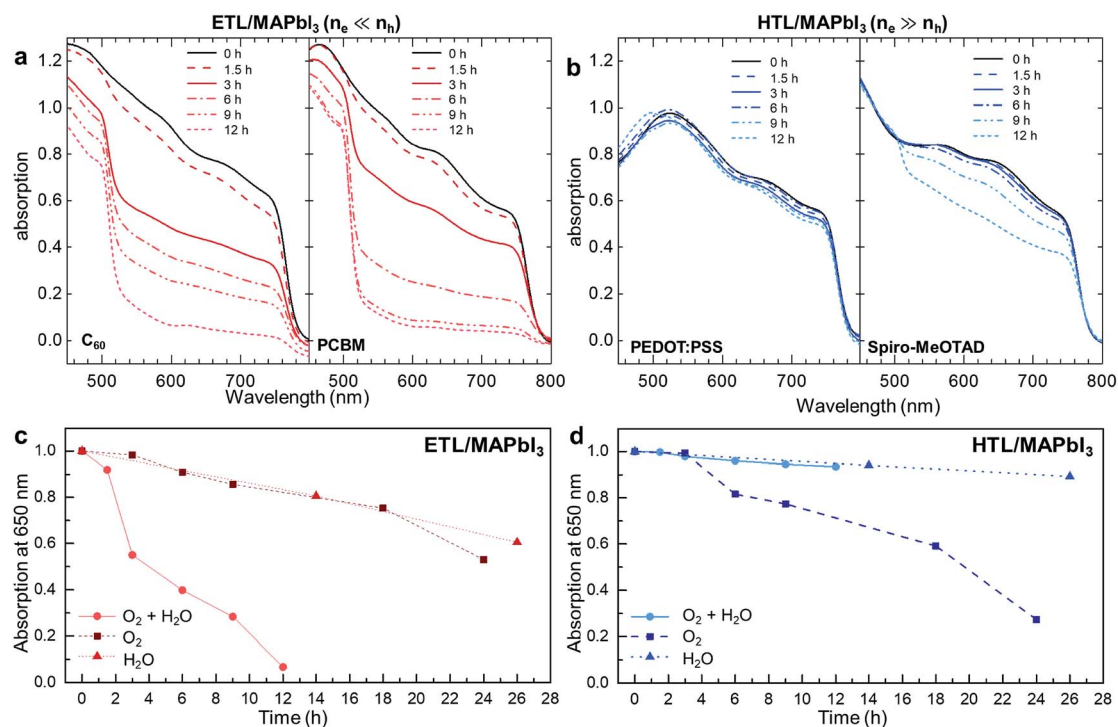 ETL/MAPbI₃ (nₑ ≪ nₕ)
HTL/MAPbI₃ (nₑ ≫ nₕ)
a
0 h
1.5 h
3 h
6 h
9 h
12 h
C₆₀
0 h
1.5 h
3 h
6 h
9 h
12 h
PCBM
absorption
1.2
1.0
0.8
0.6
0.4
0.2
0.0
500 600 700 500 600 700 800
Wavelength (nm)
b
0 h
1.5 h
3 h
6 h
9 h
12 h
PEDOT:PSS
0 h
1.5 h
3 h
6 h
9 h
12 h
Spiro-MeOTAD
absorption
1.2
1.0
0.8
0.6
0.4
0.2
0.0
500 600 700 500 600 700 800
Wavelength (nm)
c
ETL/MAPbI₃
Absorption at 650 nm
1.0
0.8
0.6
0.4
0.2
0.0
O₂ + H₂O
O₂
H₂O
0 2 4 6 8 10 12 14 16 18 20 22 24 26 28
Time (h)
d
HTL/MAPbI₃
Absorption at 650 nm
1.0
0.8
0.6
0.4
0.2
0.0
O₂ + H₂O
O₂
H₂O
0 2 4 6 8 10 12 14 16 18 20 22 24 26 28
Time (h)